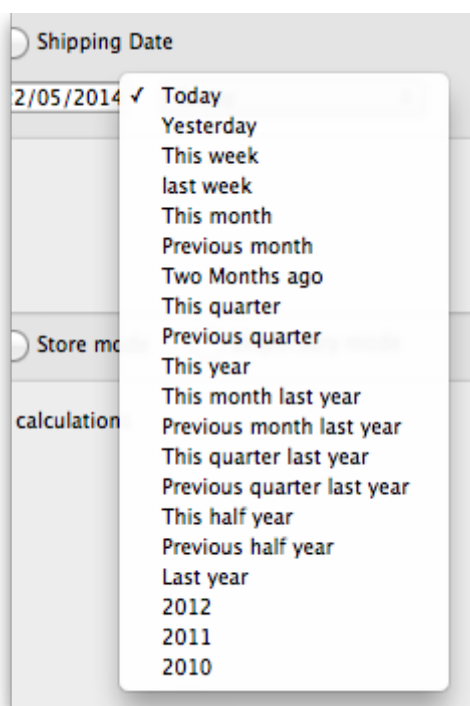 Shipping Date
2/05/2014 ✓ Today
Yesterday
This week
last week
This month
Previous month
Two Months ago
This quarter
Previous quarter
Store mo
This year
This month last year
calculation
Previous month last year
This quarter last year
Previous quarter last year
This half year
Previous half year
Last year
2012
2011
2010